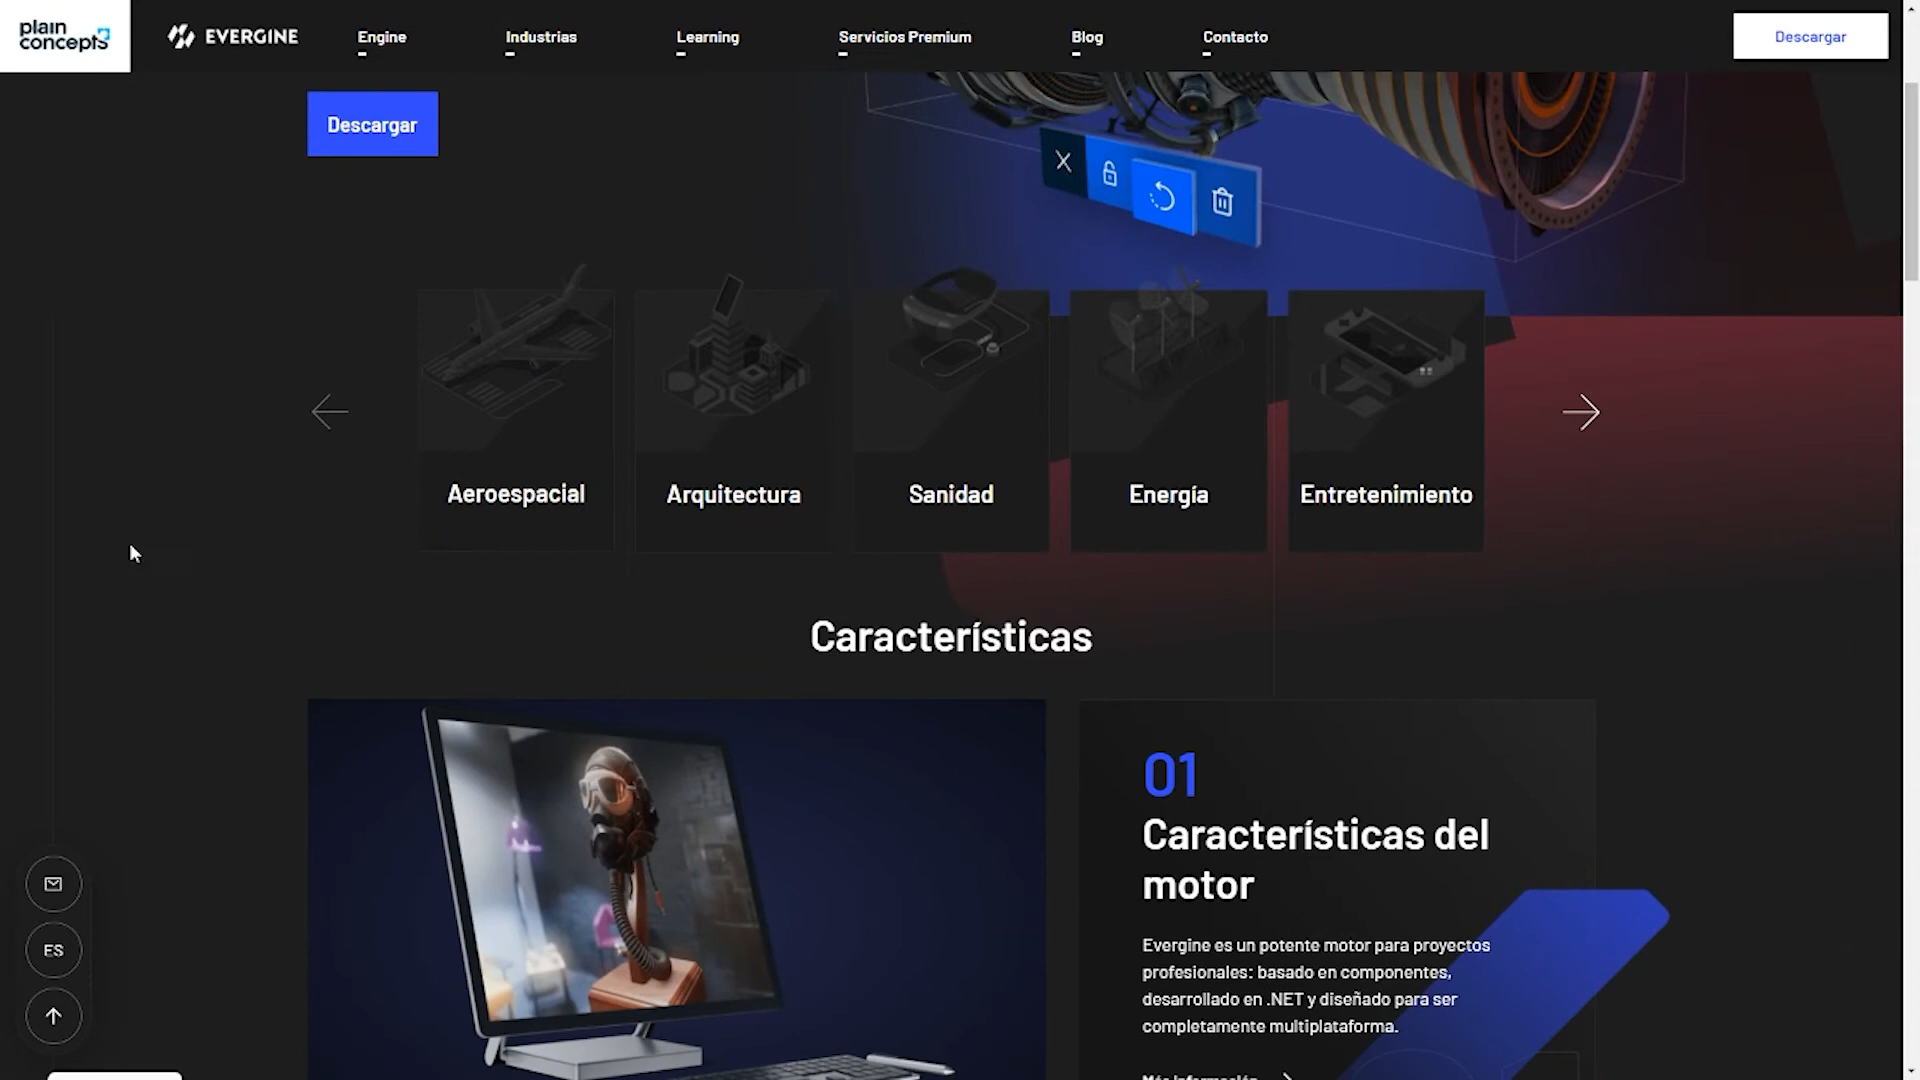 plain
concepts
EVERGINE
Engine
Industrias
Learning
Servicios Premium
Blog
Contacto
Descargar
Descargar
Aeroespacial
Arquitectura
Sanidad
Energía
Entretenimiento
Características
01
Características del
motor
Evergine es un potente motor para proyectos
profesionales: basado en componentes,
desarrollado en .NET y diseñado para ser
completamente multiplataforma.
Más información
ES